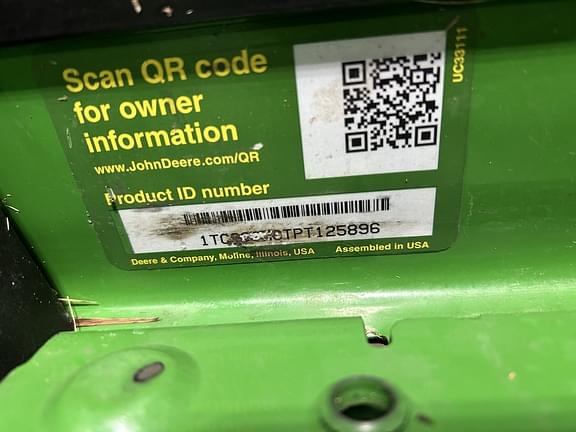 Scan QR code
for owner
information
www.JohnDeere.com/QR
UC33111
Product ID number
Deere & Company, Moline, Illinois, USA Assembled in USA